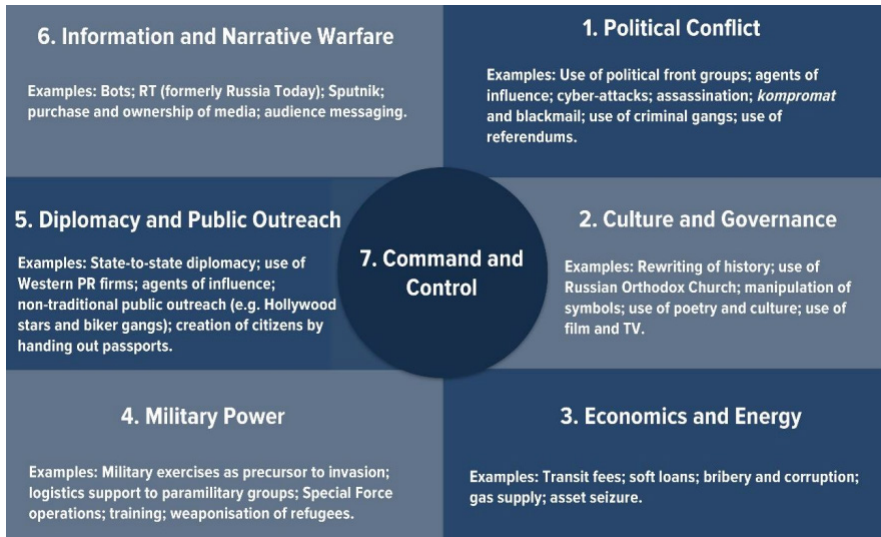 6. Information and Narrative Warfare
Examples: Bots; RT (formerly Russia Today); Sputnik;
purchase and ownership of media; audience messaging.
1. Political Conflict
Examples: Use of political front groups; agents of
influence; cyber-attacks; assassination; kompromat
and blackmail; use of criminal gangs; use of
referendums.
5. Diplomacy and Public Outreach
Examples: State-to-state diplomacy; use of
Western PR firms; agents of influence;
non-traditional public outreach (e.g. Hollywood
stars and biker gangs); creation of citizens by
handing out passports.
7. Command and
Control
2. Culture and Governance
Examples: Rewriting of history; use of
Russian Orthodox Church; manipulation of
symbols; use of poetry and culture; use of
film and TV.
4. Military Power
Examples: Military exercises as precursor to invasion;
logistics support to paramilitary groups; Special Force
operations; training; weaponisation of refugees.
3. Economics and Energy
Examples: Transit fees; soft loans; bribery and corruption;
gas supply; asset seizure.